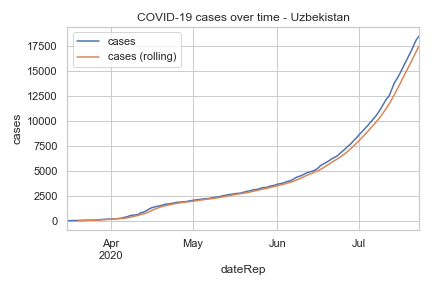 COVID-19 cases over time - Uzbekistan
cases
cases (rolling)
17500
15000
12500
10000
7500
5000
2500
0
cases
Apr
2020
May
Jun
Jul
dateRep